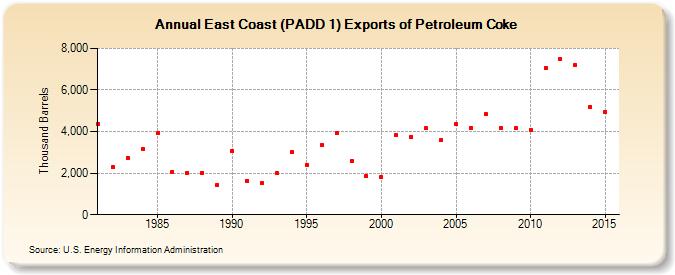 Annual East Coast (PADD 1) Exports of Petroleum Coke
Thousand Barrels
8,000
6,000
4,000
2,000
0
1985 1990 1995 2000 2005 2010 2015
Source: U.S. Energy Information Administration